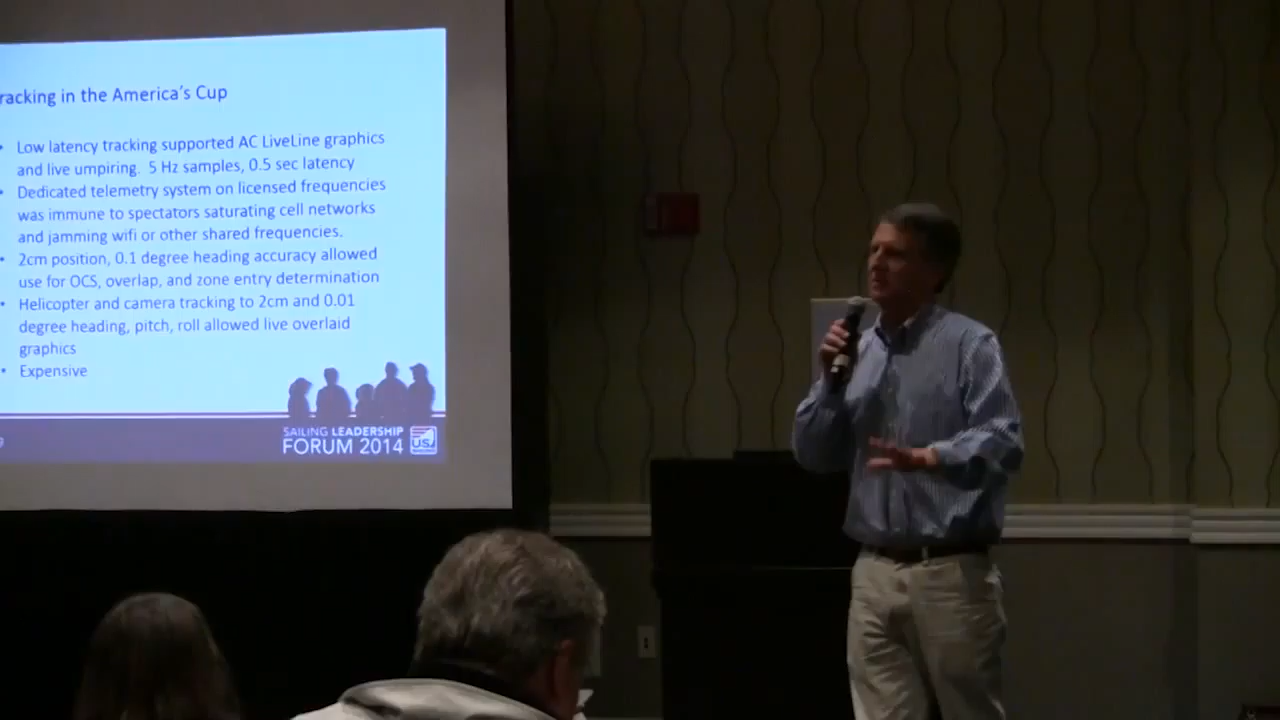 racking in the America's Cup
• Low latency tracking supported AC LiveLine graphics
and live umpiring. 5 Hz samples, 0.5 sec latency
• Dedicated telemetry system on licensed frequencies
was immune to spectators saturating cell networks
and jamming wifi or other shared frequencies.
• 2cm position, 0.1 degree heading accuracy allowed
use for OCS, overlap, and zone entry determination
• Helicopter and camera tracking to 2cm and 0.01
degree heading, pitch, roll allowed live overlaid
graphics
• Expensive
9
SAILING LEADERSHIP
FORUM 2014
US